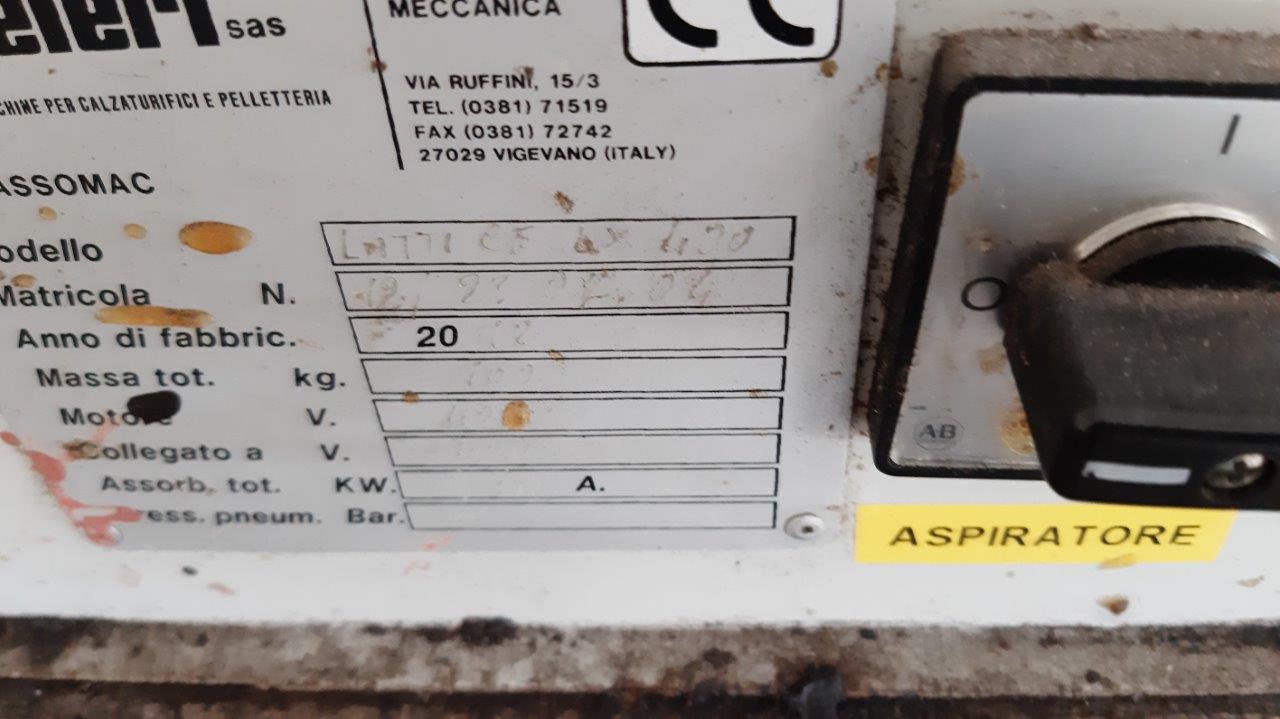 sas
MECCANICA
CE
VIA RUFFINI, 15/3
TEL. (0381) 71519
FAX (0381) 72742
27029 VIGEVANO (ITALY)
CHINE PER CALZATURIFICI E PELLETTERIA
ASSOMAC
odello
Matricola N.
Anno di fabbric. 20
Massa tot. kg.
Motore V.
Collegato a V.
Assorb. tot. KW. A.
ress. pneum. Bar.
I
O
AB
ASPIRATORE